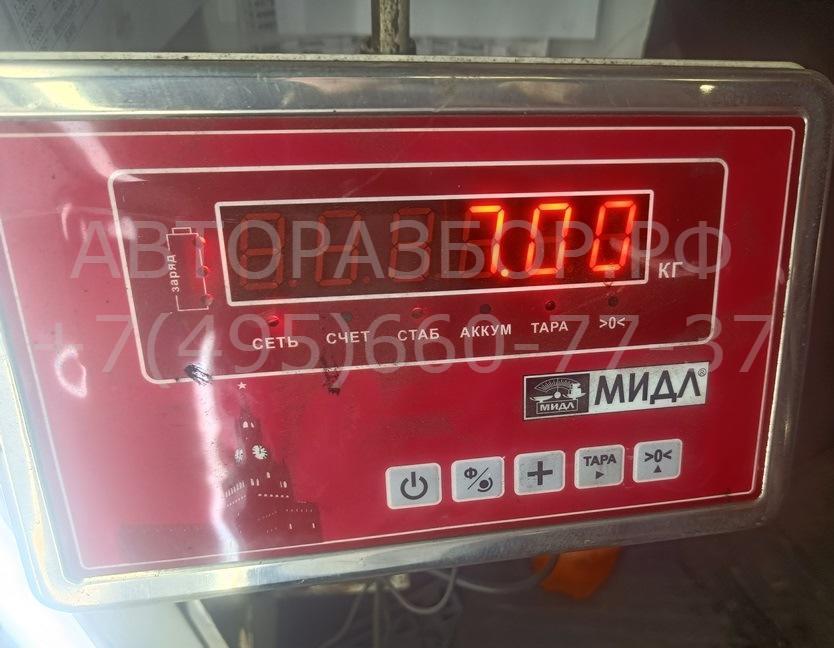 7.00
КГ
заряд
СЕТЬ СЧЕТ СТАБ АККУМ ТАРА >0<
МИДЛ МИДЛ®
Ф
ТАРА >0<
АВТОРАЗБОР.РФ
+7(495)660-77-37